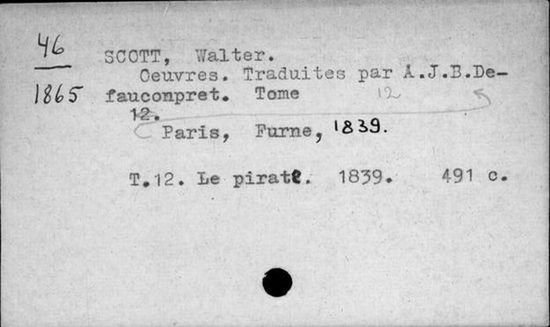 46
1865
SCOTT, Walter.
Oeuvres. Traduites par A.J.B.De-
fauconpret. Tome 12
12.
Paris, Furne, 1839.
T.12. Le pirate. 1839. 491 c.